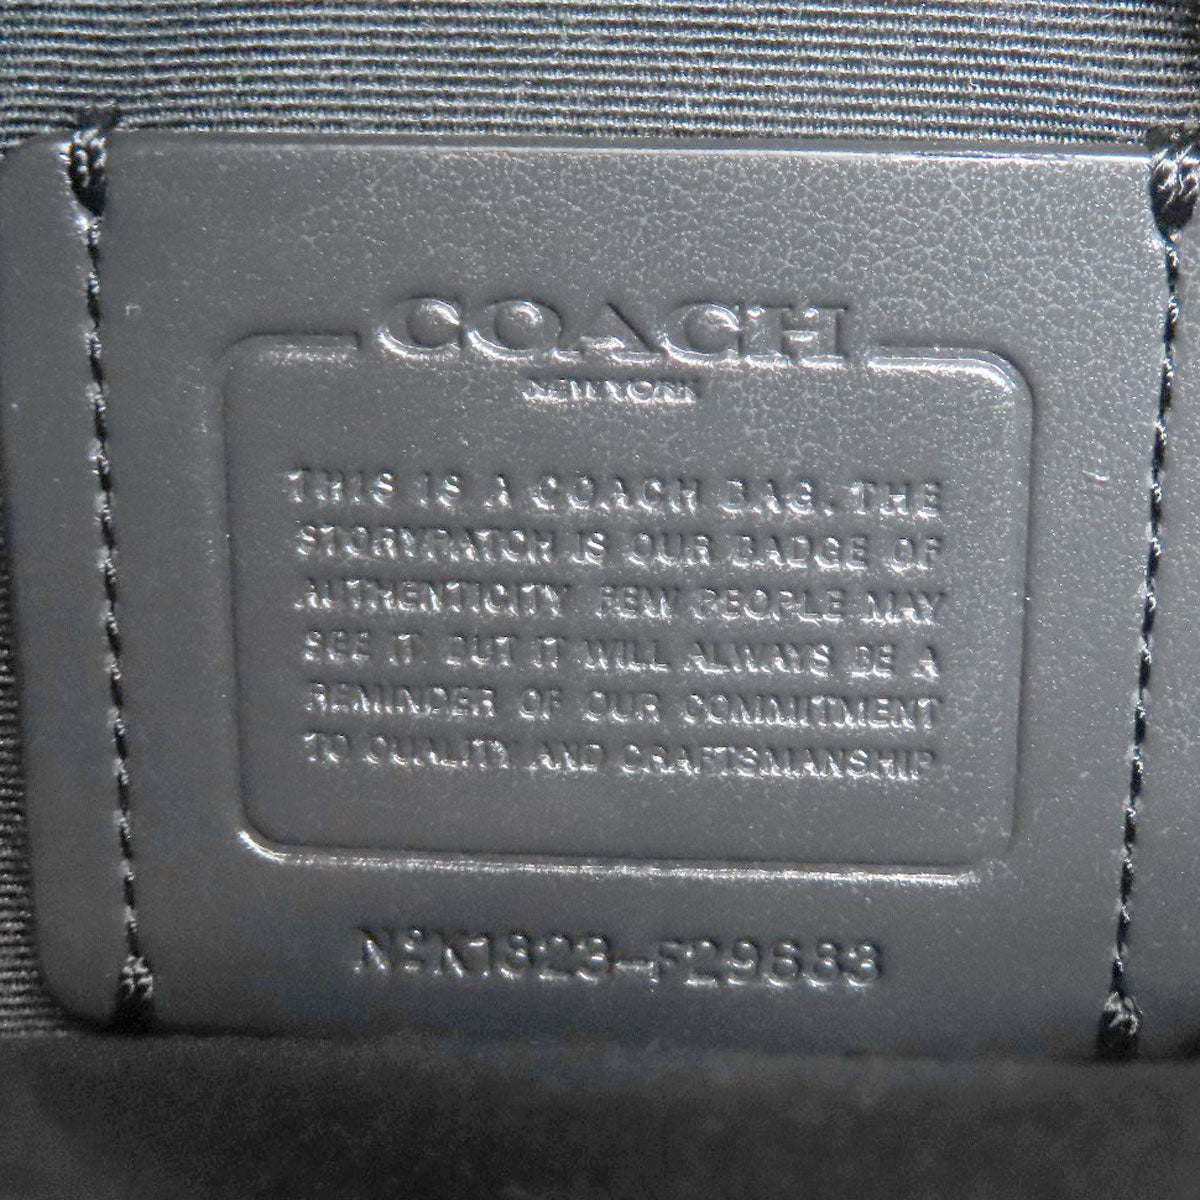 COACH
NEW YORK
THIS IS A COACH BAG. THE
STORYPATCH IS OUR BADGE OF
AUTHENTICITY FEW PEOPLE MAY
SEE IT BUT IT WILL ALWAYS BE A
REMINDER OF OUR COMMITMENT
TO QUALITY AND CRAFTSMANSHIP